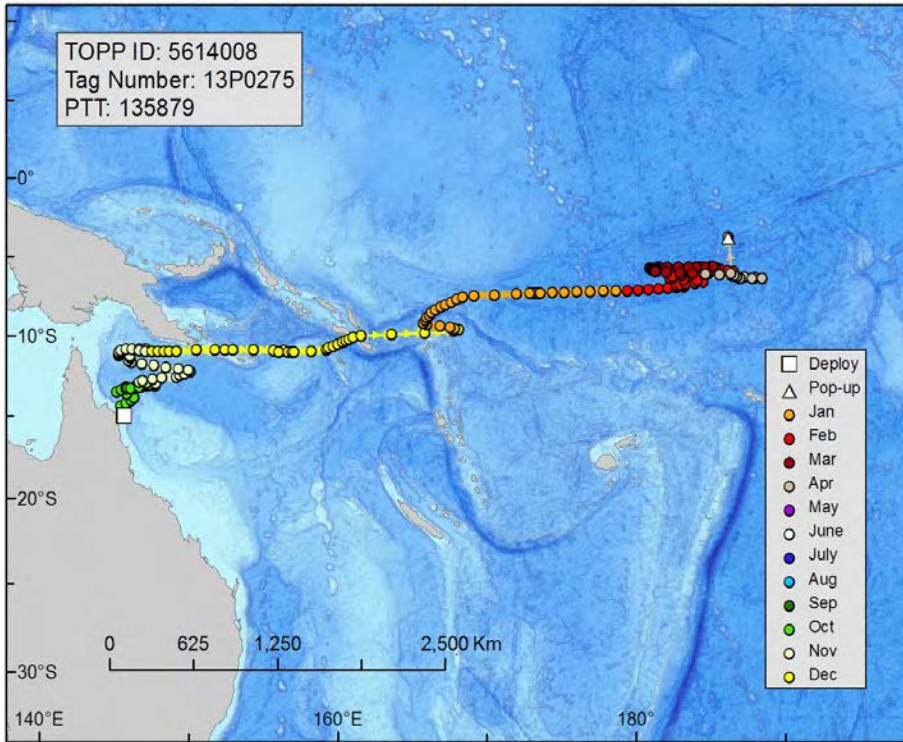 TOPP ID: 5614008
Tag Number: 13P0275
PTT: 135879
0°
10°S
20°S
30°S
140°E
160°E
180°
0 625 1,250 2,500 Km
Deploy
Pop-up
Jan
Feb
Mar
Apr
May
June
July
Aug
Sep
Oct
Nov
Dec